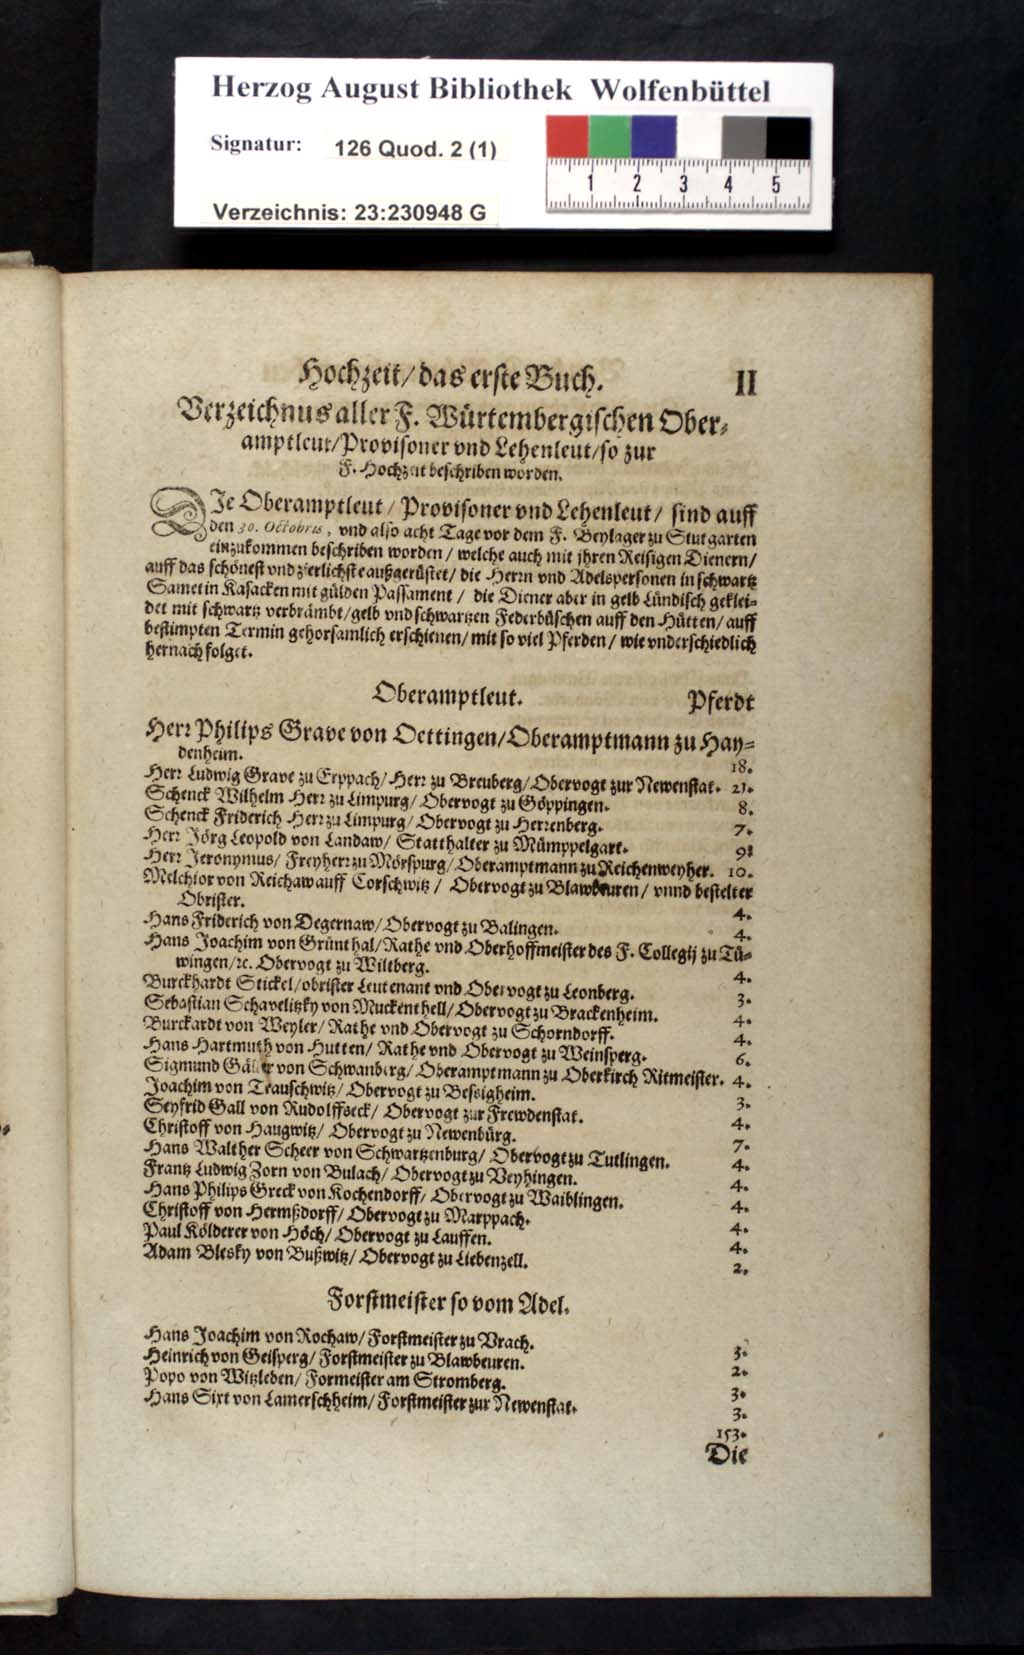 Herzog August Bibliothek Wolfenbüttel
Signatur: 126 Quod. 2 (1)
1 2 3 4 5
Verzeichnis: 23:230948 G
Hochzeit/das erste Buch. II
Verzeichnus aller F. Würtembergischen Ober⸗
amptleut/Provisoner vnd Lehenleut/so zur
F. Hochzeit beschriben worden.
DIe Oberamptleut / Provisoner vnd Lehenleut / sind auff
den 30. Octobris, vnd also acht Tage vor dem F. Beylager zu Stutgarten
einzukommen beschriben worden / welche auch mit jhren Reisigen Dienern /
auff das schönest vnd zierlichste außgerüstet / die Herrn vnd Adelspersonen in schwartz
Samet in Kasacken mit gülden Passament / die Diener aber in gelb Lündisch geklei⸗
det mit schwartz verbrämbt/gelb vnd schwartzen Federbüschen auff den Hütten / auff
bestimpten Termin gehorsamlich erschienen / mit so viel Pferden / wie vnderschiedlich
hernach folget.
Oberamptleut. Pferdt
Herr Philips Grave von Oettingen/Oberamptmann zu Hay⸗
denheim. 18.
Herr Ludwig Grave zu Erppach/Herr zu Breuberg/Obervogt zur Newenstat. 21.
Schenck Wilhelm Herr zu Limpurg/Obervogt zu Göppingen. 8.
Schenck Friderich Herr zu Limpurg/Obervogt zu Herrenberg. 7.
Herr Jörg Leopold von Landaw/Statthalter zu Mümppelgart. 9.
Herr Jeronymus/Freyherr zu Mörspurg/Oberamptmann zu Reichenweyher. 10.
Melchior von Reichaw auff Corschwitz / Obervogt zu Blawbeuren / vnnd bestelter
Obrister. 4.
Hans Friderich von Degernaw/Obervogt zu Balingen. 4.
Hans Joachim von Grünthal/Rathe vnd Oberhoffmeister des F. Collegij zu Tü⸗
wingen/rc. Obervogt zu Wiltberg. 4.
Burckhardt Stickel/obrister Leutenant vnd Obervogt zu Leonberg. 3.
Sebastian Schavelitzky von Muckenthell/Obervogt zu Brackenheim. 4.
Burckardt von Weyler/Rathe vnd Obervogt zu Schorndorff. 4.
Hans Hartmuth von Hutten/Rathe vnd Obervogt zu Weinsperg. 6.
Sigmund von Schwanberg/Oberamptmann zu Oberkirch Ritmeister. 4.
Joachim von Trauschwitz/Obervogt zu Bessigheim. 3.
Seyfrid Gall von Rudolffseck/Obervogt zur Frewdenstat. 4.
Christoff von Haugwitz/Obervogt zu Newenbürg. 7.
Hans Walther Scheer von Schwartzenburg/Obervogt zu Tutlingen. 4.
Frantz Ludwig Zorn von Bulach/Obervogt zu Veyhingen. 4.
Hans Philips Greck von Kochendorff/Obervogt zu Waiblingen. 4.
Christoff von Hermßdorff/Obervogt zu Marppach. 4.
Paul Kölderer von Höch/Obervogt zu Lauffen. 4.
Adam Blesky von Bußwitz/Obervogt zu Liebenzell. 2.
Forstmeister so vom Adel.
Hans Joachim von Rochaw/Forstmeister zu Vrach. 3.
Heinrich von Geisperg/Forstmeister zu Blawbeuren. 2.
Popo von Witzleben/Formeister am Stromberg. 3.
Hans Sixt von Lamerschheim/Forstmeister zur Newenstat. 3.
153.
Die